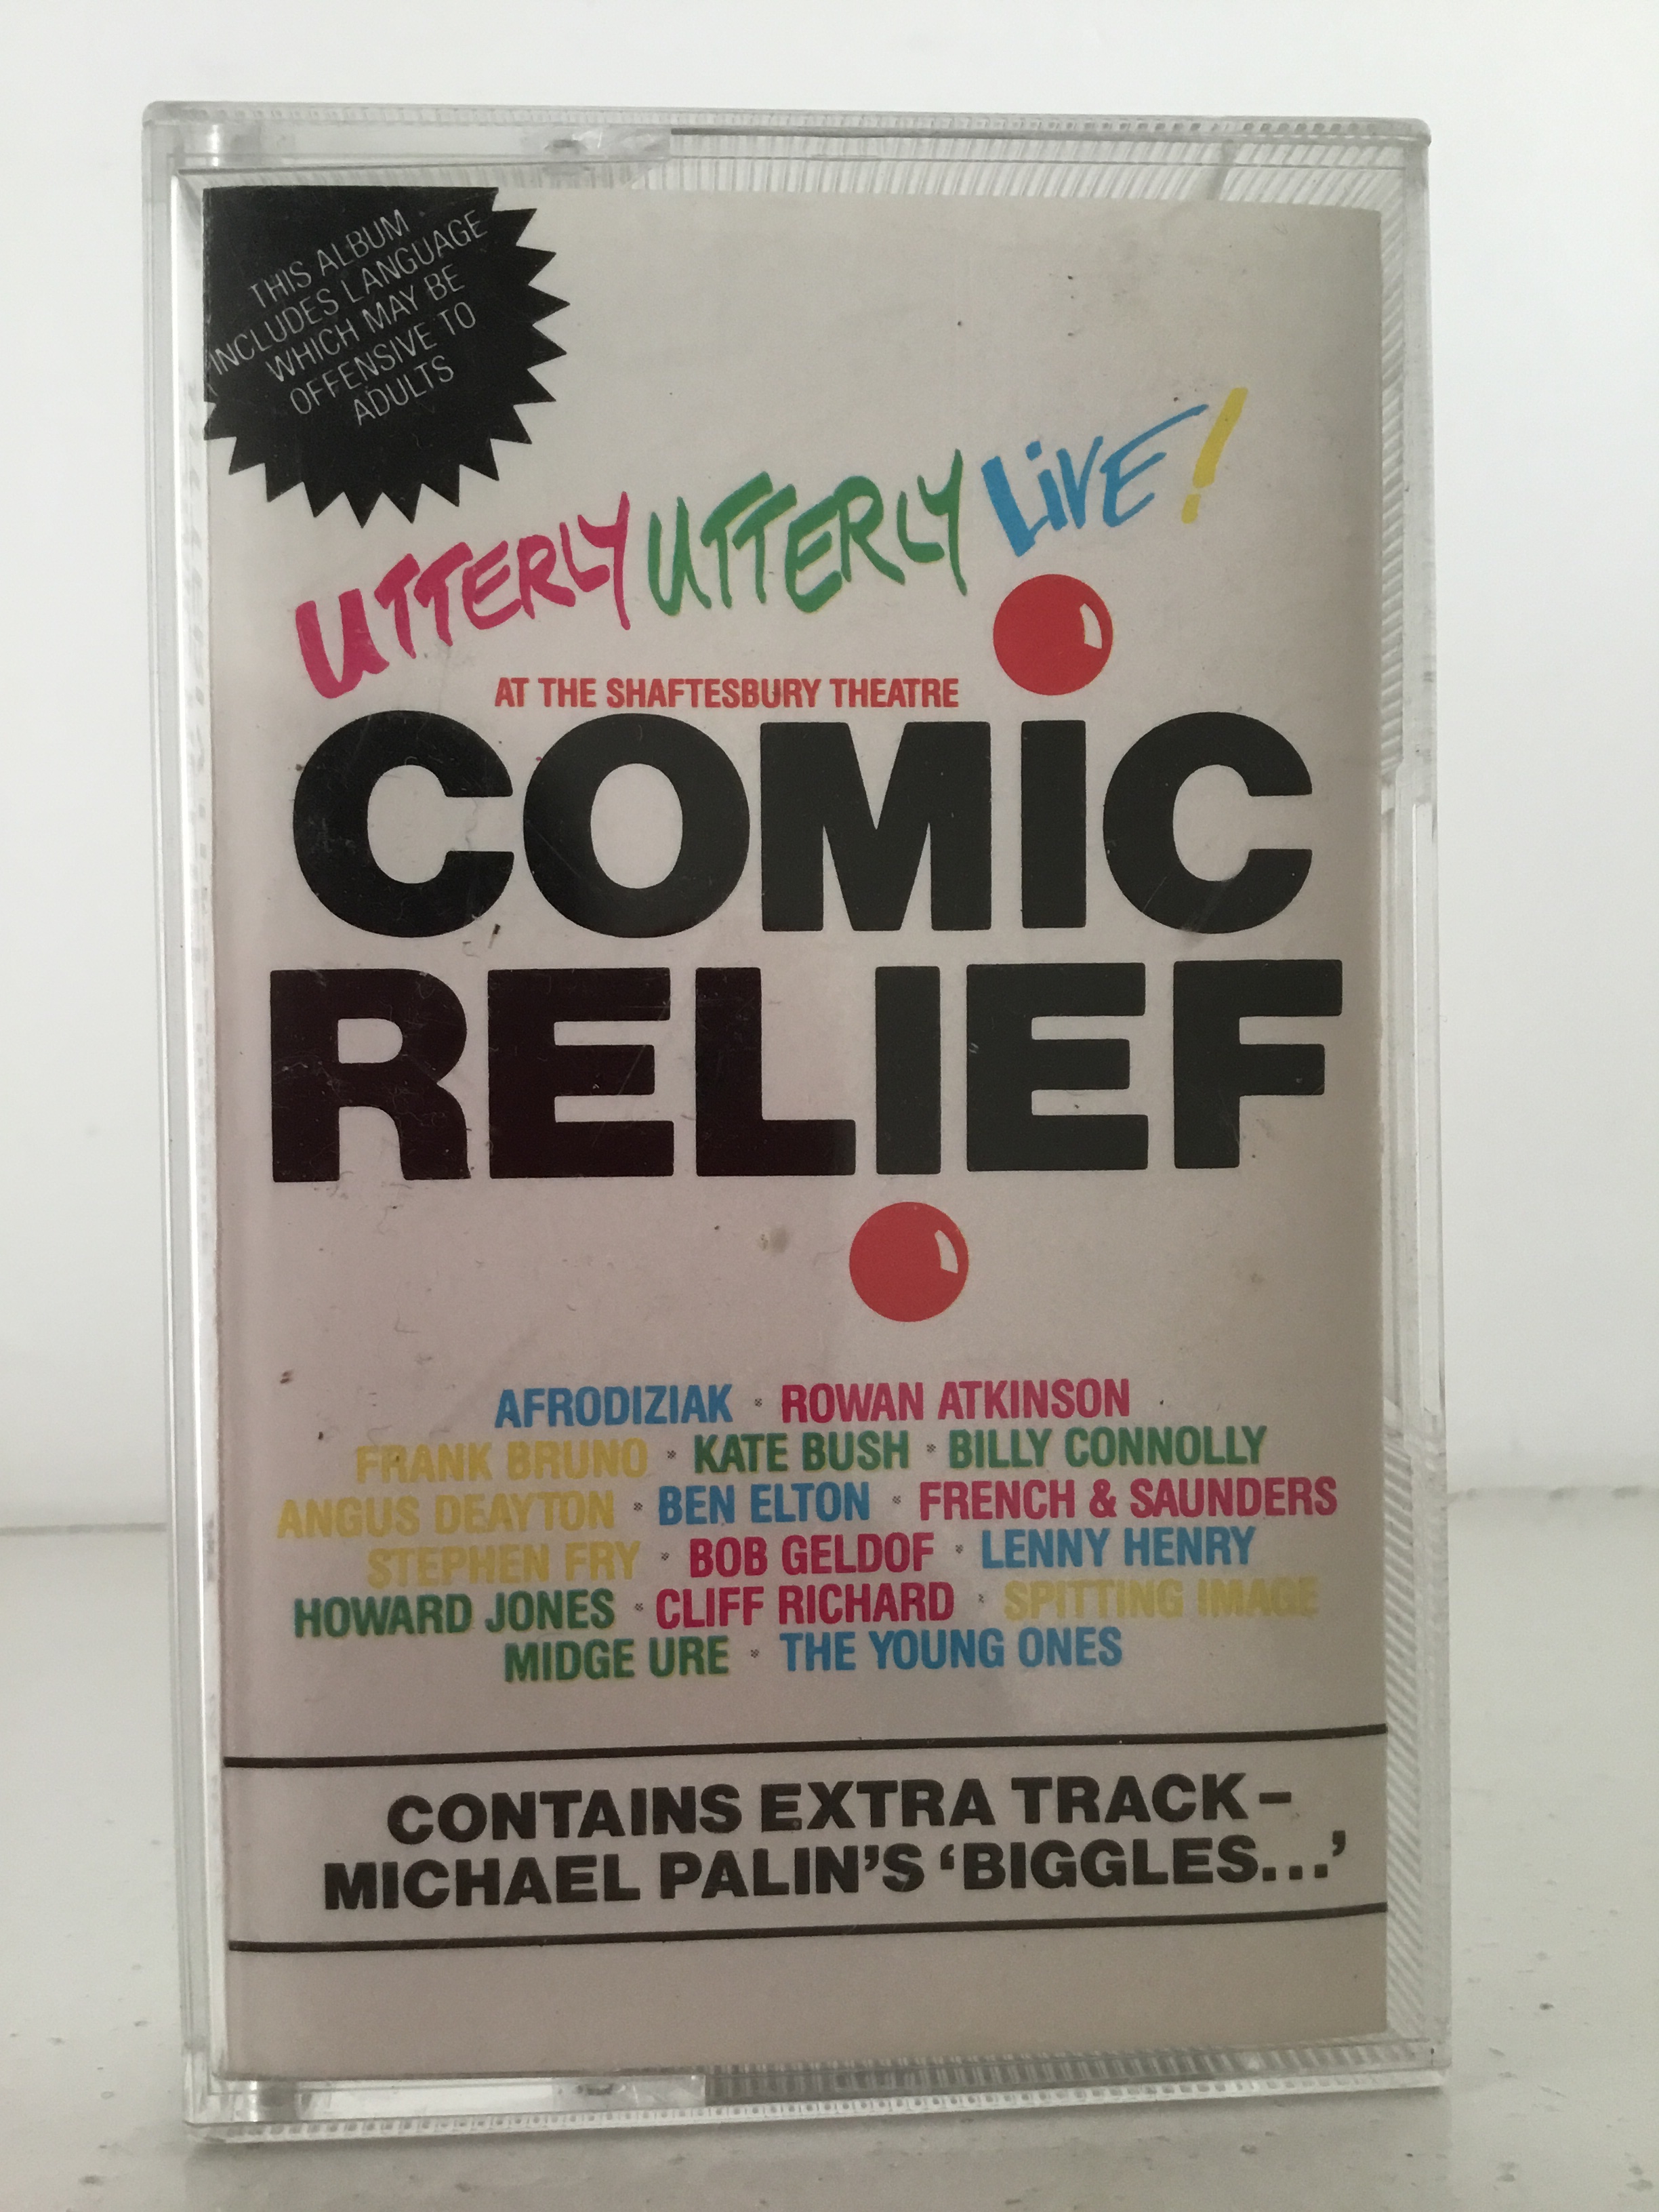 THIS ALBUM
INCLUDES LANGUAGE
WHICH MAY BE
OFFENSIVE TO
ADULTS
UTTERLY UTTERLY LiVE!
AT THE SHAFTESBURY THEATRE
COMIC
RELIEF
AFRODIZIAK • ROWAN ATKINSON
FRANK BRUNO • KATE BUSH • BILLY CONNOLLY
ANGUS DEAYTON • BEN ELTON • FRENCH & SAUNDERS
STEPHEN FRY • BOB GELDOF • LENNY HENRY
HOWARD JONES • CLIFF RICHARD • SPITTING IMAGE
MIDGE URE • THE YOUNG ONES
CONTAINS EXTRA TRACK –
MICHAEL PALIN’S ‘BIGGLES...’